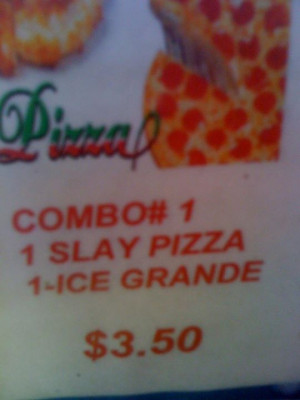 Pizza
COMBO# 1
1 SLAY PIZZA
1-ICE GRANDE
$3.50